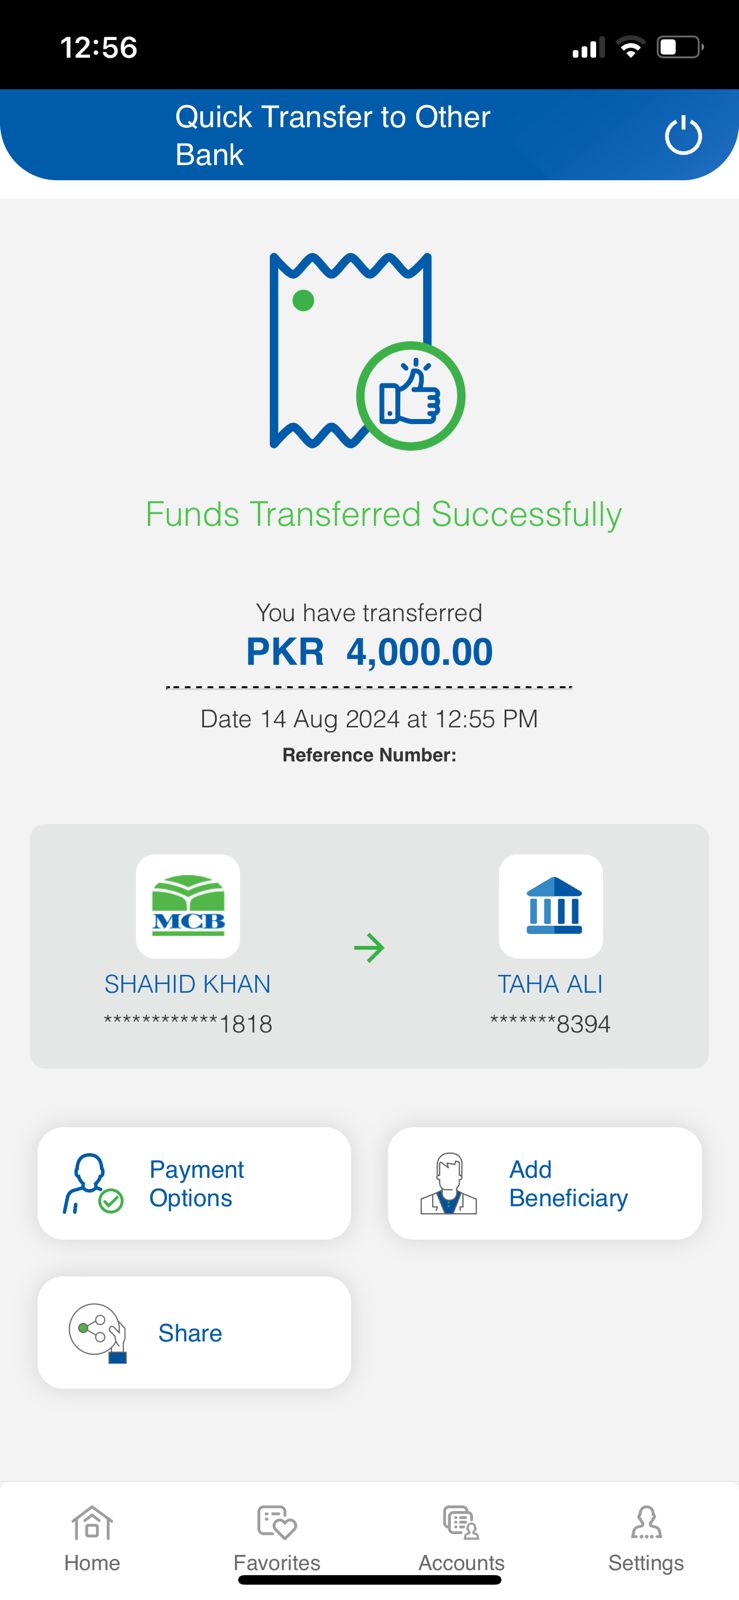 12:56
Quick Transfer to Other
Bank
Funds Transferred Successfully
You have transferred
PKR 4,000.00
Date 14 Aug 2024 at 12:55 PM
Reference Number:
MCB
SHAHID KHAN
TAHA ALI
************1818
*******8394
Payment
Options
Add
Beneficiary
Share
Home
Favorites
Accounts
Settings